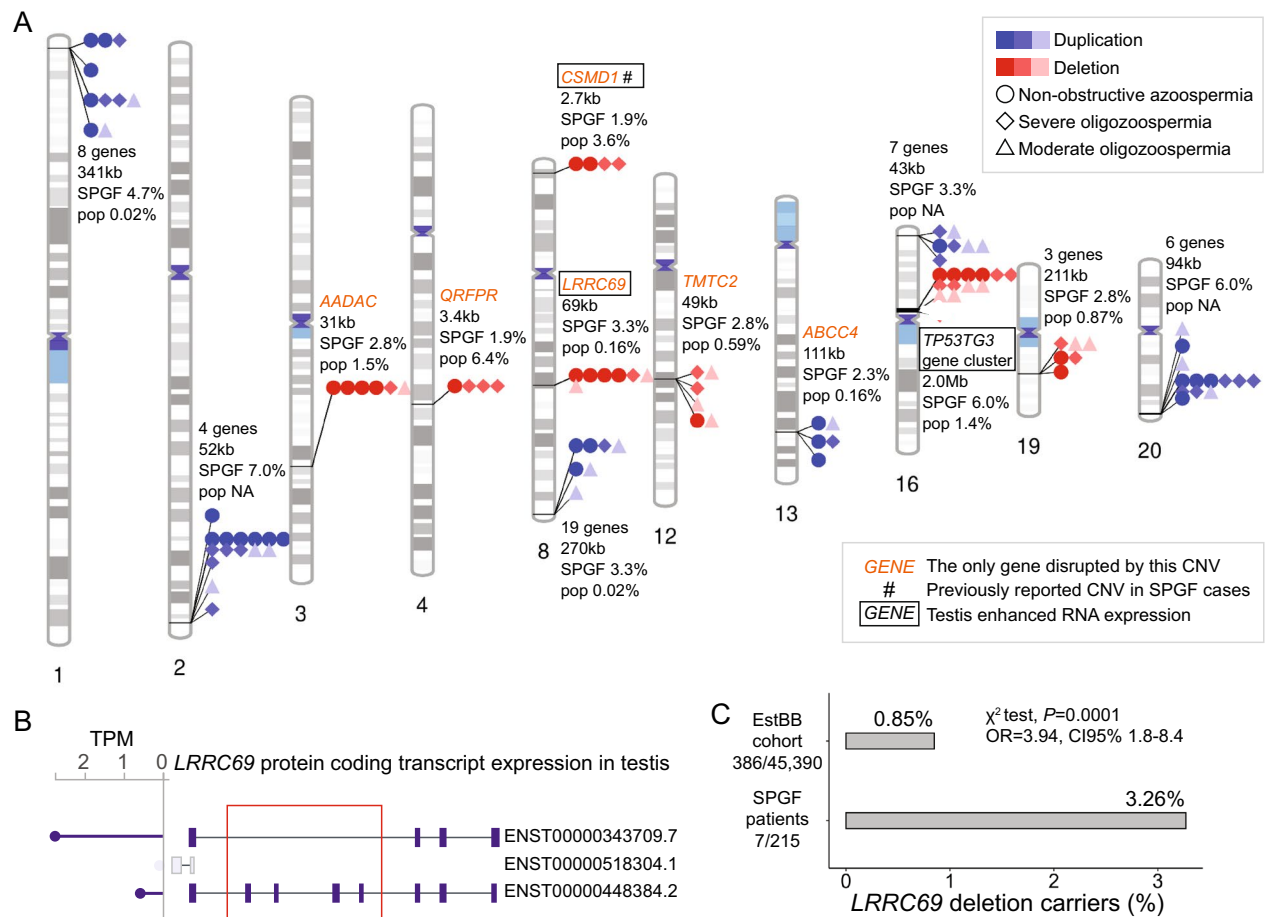 A
Duplication
Deletion
Non-obstructive azoospermia
Severe oligozoospermia
Moderate oligozoospermia
8 genes
341kb
SPGF 4.7%
pop 0.02%
1
4 genes
52kb
SPGF 7.0%
pop NA
2
AADAC
31kb
SPGF 2.8%
pop 1.5%
3
QRFPR
3.4kb
SPGF 1.9%
pop 6.4%
4
CSMD1 #
2.7kb
SPGF 1.9%
pop 3.6%
LRRC69
69kb
SPGF 3.3%
pop 0.16%
19 genes
270kb
SPGF 3.3%
pop 0.02%
8
TMTC2
49kb
SPGF 2.8%
pop 0.59%
12
ABCC4
111kb
SPGF 2.3%
pop 0.16%
13
7 genes
43kb
SPGF 3.3%
pop NA
TP53TG3
gene cluster
2.0Mb
SPGF 6.0%
pop 1.4%
16
3 genes
211kb
SPGF 2.8%
pop 0.87%
19
6 genes
94kb
SPGF 6.0%
pop NA
20
GENE The only gene disrupted by this CNV
# Previously reported CNV in SPGF cases
GENE Testis enhanced RNA expression
B
TPM
2 1 0
LRRC69 protein coding transcript expression in testis
ENST00000343709.7
ENST00000518304.1
ENST00000448384.2
C
EstBB
cohort
386/45,390
0.85%
χ² test, P=0.0001
OR=3.94, CI95% 1.8-8.4
SPGF
patients
7/215
3.26%
0 1 2 3
LRRC69 deletion carriers (%)